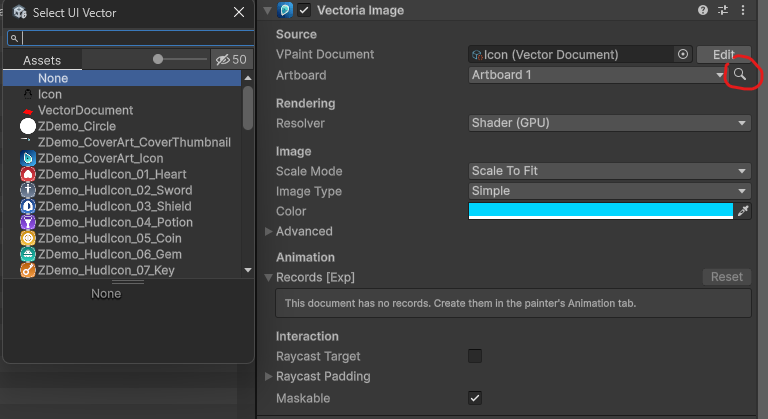 Select UI Vector
Assets
50
None
Icon
VectorDocument
ZDemo_Circle
ZDemo_CoverArt_CoverThumbnail
ZDemo_CoverArt_Icon
ZDemo_HudIcon_01_Heart
ZDemo_HudIcon_02_Sword
ZDemo_HudIcon_03_Shield
ZDemo_HudIcon_04_Potion
ZDemo_HudIcon_05_Coin
ZDemo_HudIcon_06_Gem
ZDemo_HudIcon_07_Key
None
Vectoria Image
Source
VPaint Document Icon (Vector Document) Edit
Artboard Artboard 1
Rendering
Resolver Shader (GPU)
Image
Scale Mode Scale To Fit
Image Type Simple
Color
Advanced
Animation
Records [Exp] Reset
This document has no records. Create them in the painter's Animation tab.
Interaction
Raycast Target
Raycast Padding
Maskable